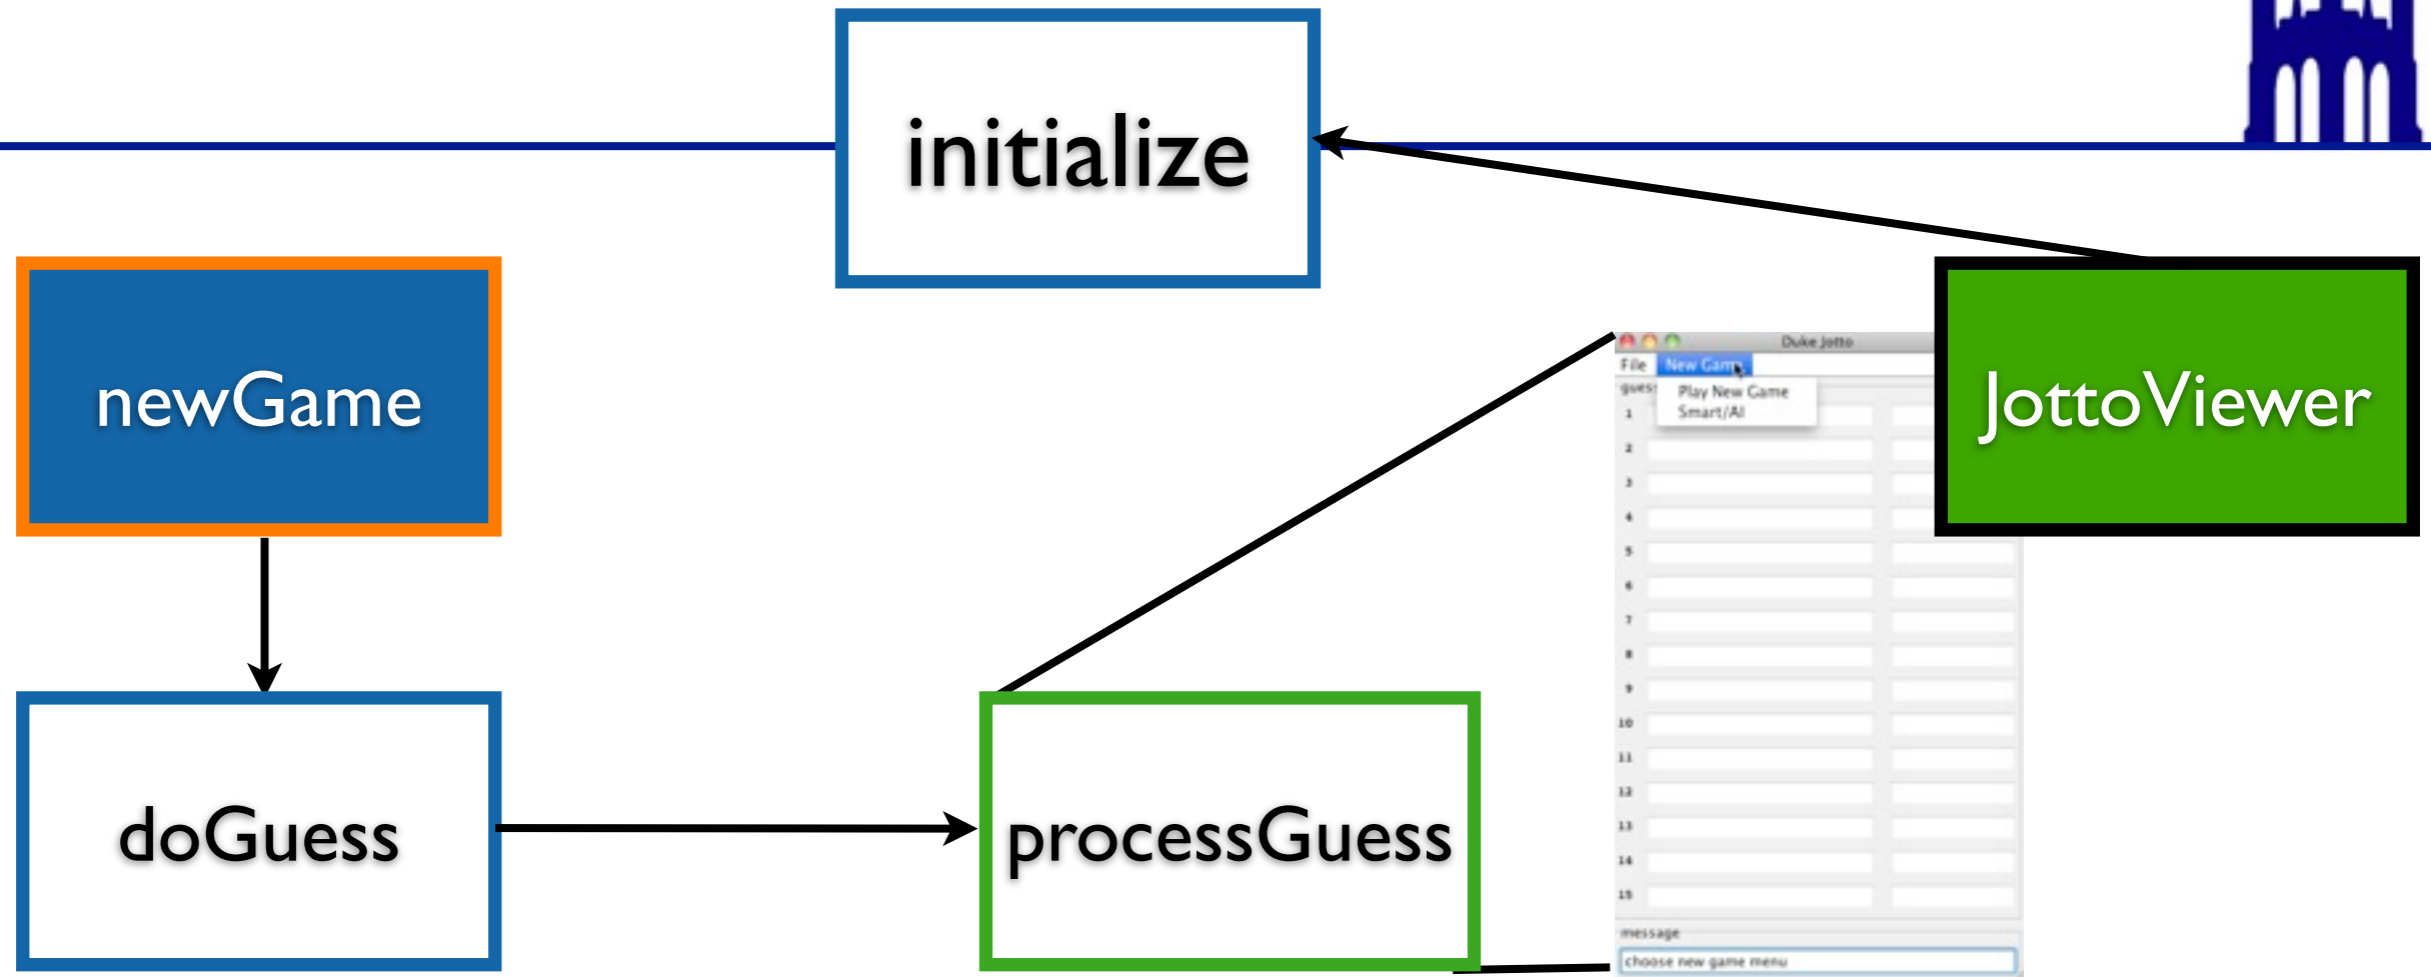 initialize
newGame
JottoViewer
Duke Jotto
File New Game
Play New Game
Smart/AI
1
2
3
4
5
6
7
8
9
10
11
12
13
14
15
doGuess
processGuess
message
choose new game menu